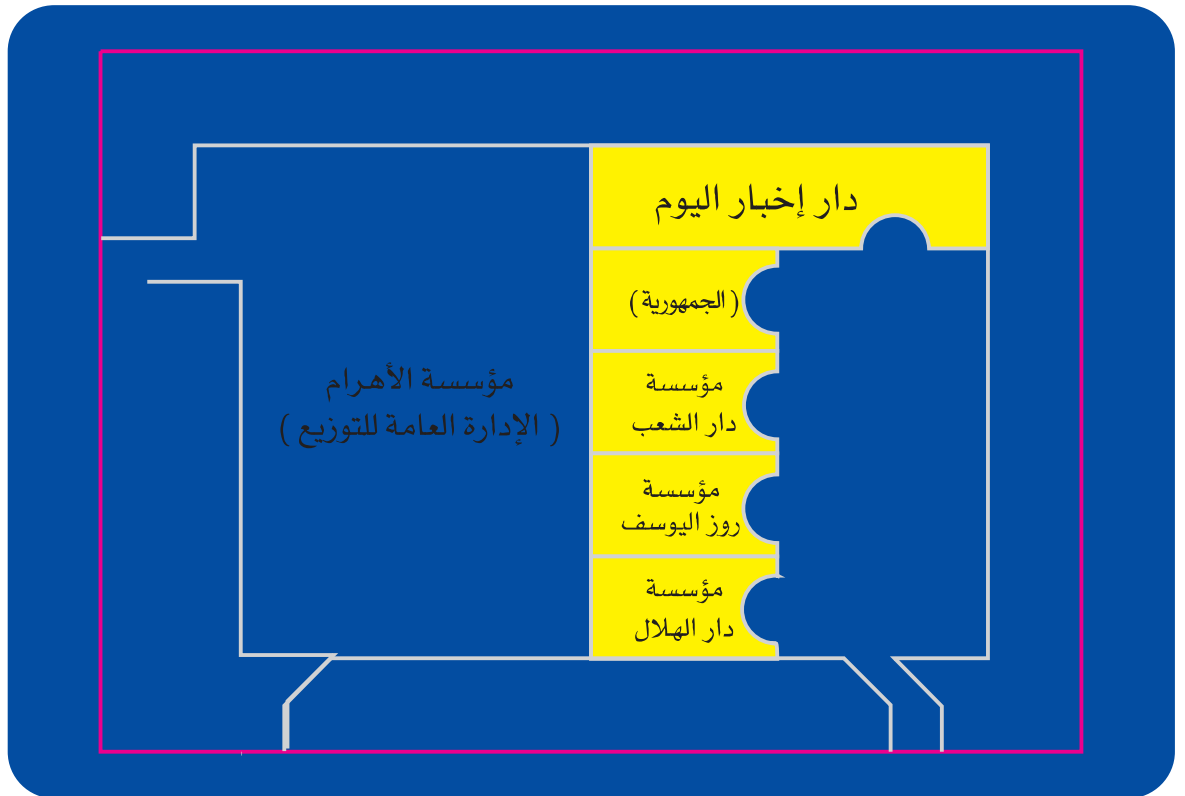 دار إخبار اليوم
( الجمهورية )
مؤسسة
دار الشعب
مؤسسة
روز اليوسف
مؤسسة
دار الهلال
مؤسسة الأهرام
( الإدارة العامة للتوزيع )